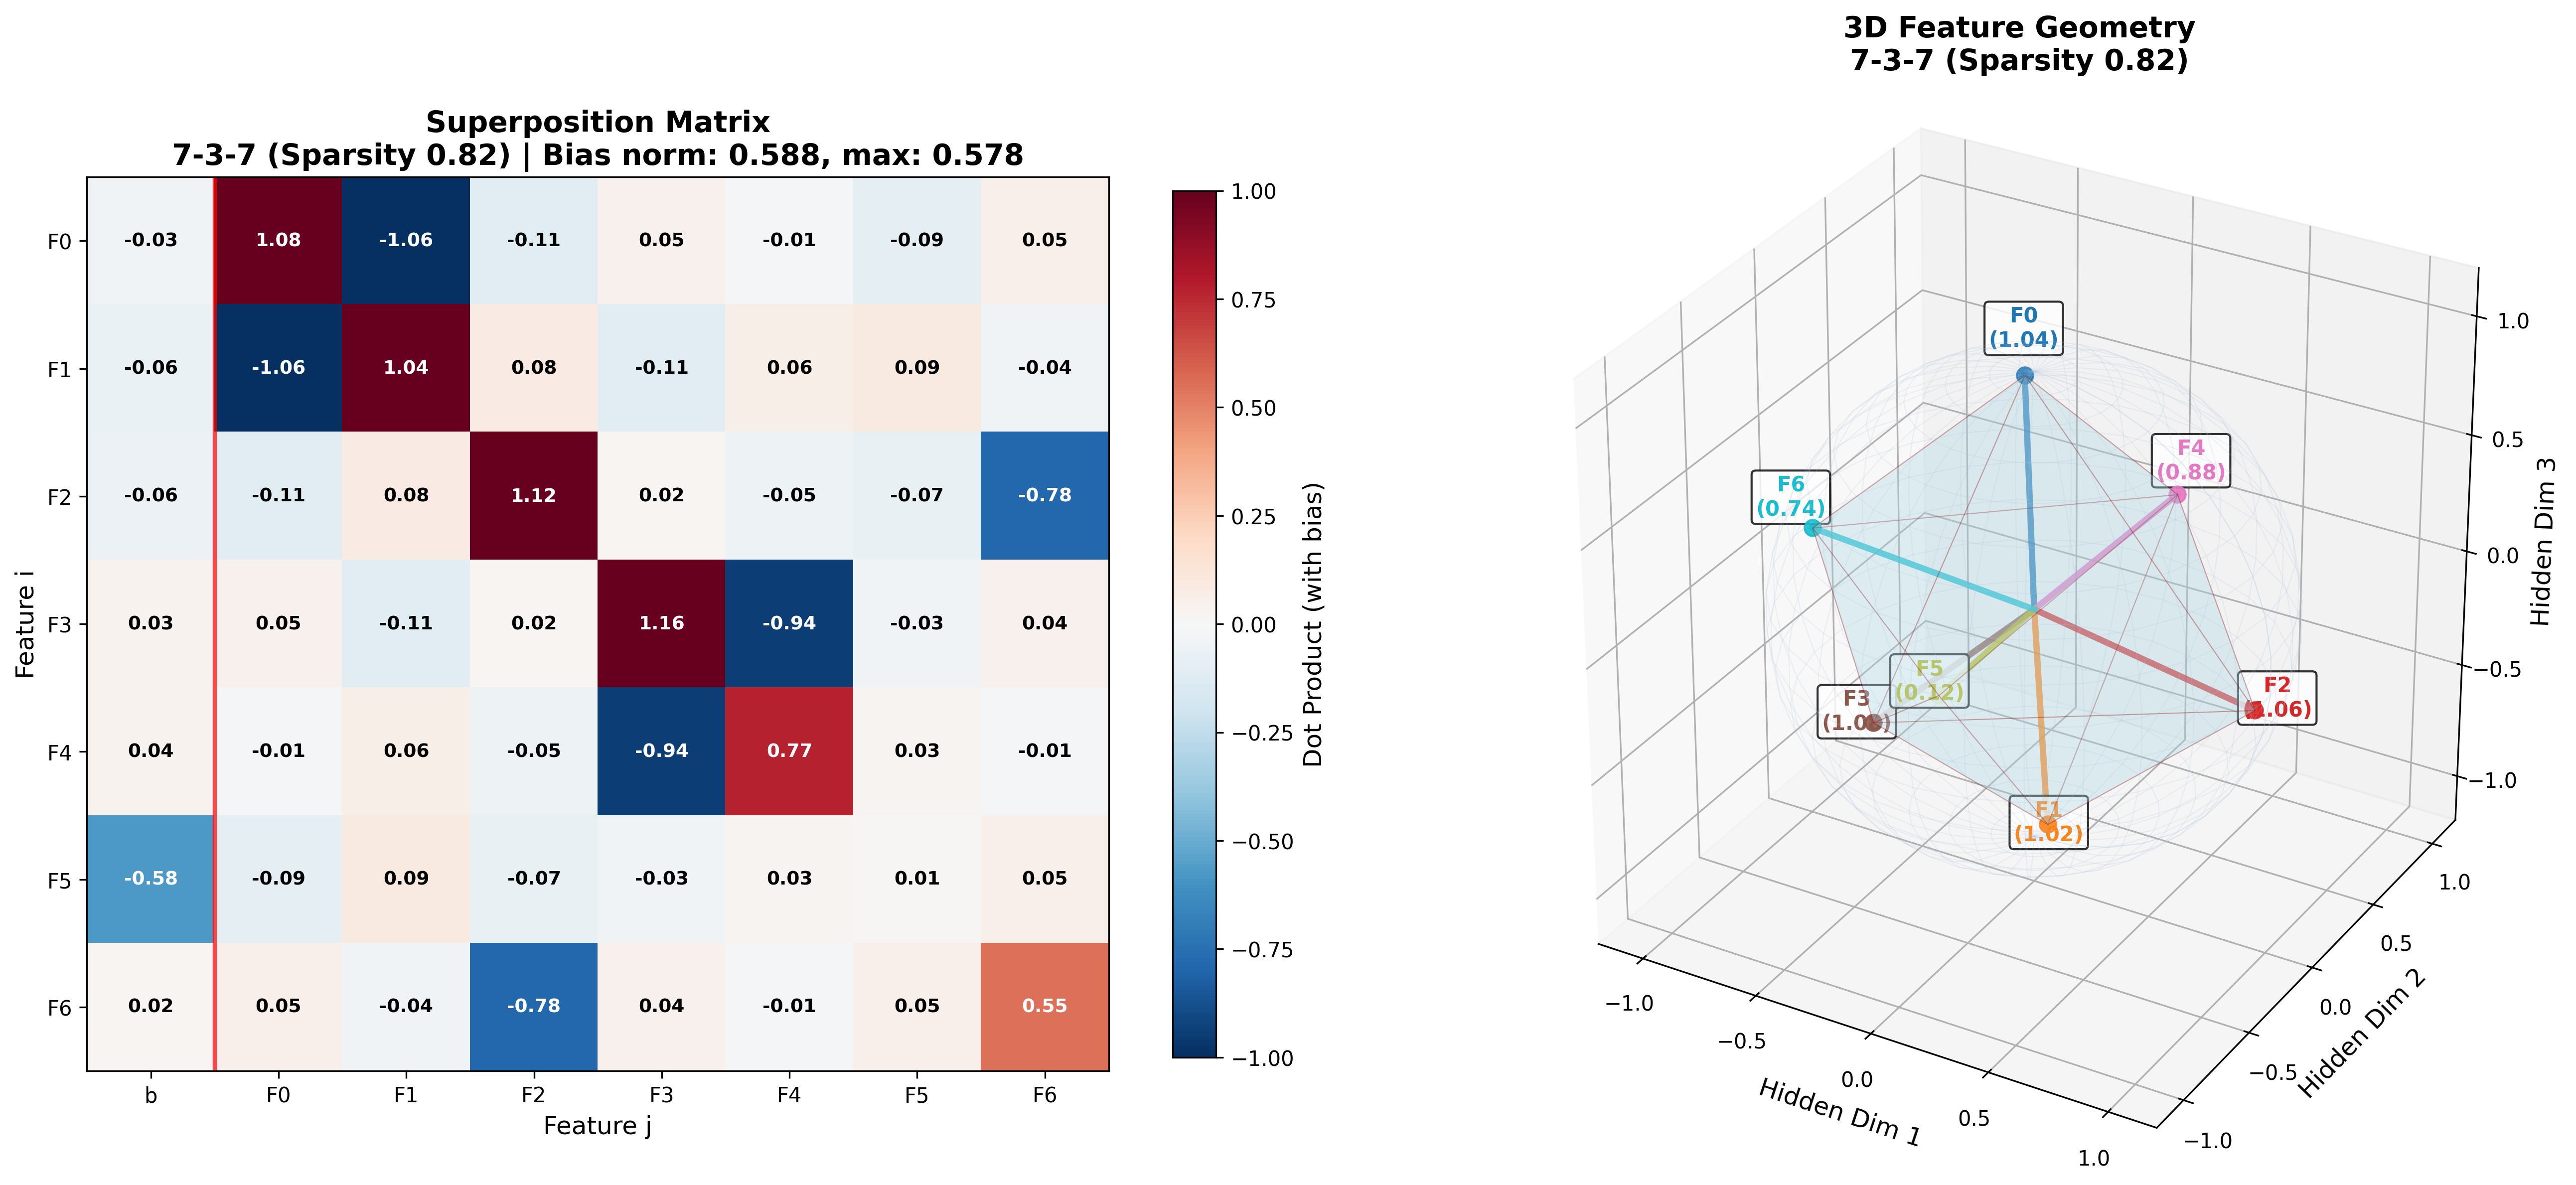 Superposition Matrix
7-3-7 (Sparsity 0.82) | Bias norm: 0.588, max: 0.578
F0 -0.03 1.08 -1.06 -0.11 0.05 -0.01 -0.09 0.05
F1 -0.06 -1.06 1.04 0.08 -0.11 0.06 0.09 -0.04
F2 -0.06 -0.11 0.08 1.12 0.02 -0.05 -0.07 -0.78
F3 0.03 0.05 -0.11 0.02 1.16 -0.94 -0.03 0.04
F4 0.04 -0.01 0.06 -0.05 -0.94 0.77 0.03 -0.01
F5 -0.58 -0.09 0.09 -0.07 -0.03 0.03 0.01 0.05
F6 0.02 0.05 -0.04 -0.78 0.04 -0.01 0.05 0.55
b F0 F1 F2 F3 F4 F5 F6
Feature i
Feature j
1.00
0.75
0.50
0.25
0.00
−0.25
−0.50
−0.75
−1.00
Dot Product (with bias)
3D Feature Geometry
7-3-7 (Sparsity 0.82)
F0
(1.04)
F4
(0.88)
F6
(0.74)
F5
(0.12)
F3
F2
(1.06)
F1
(1.02)
1.0
0.5
0.0
−0.5
−1.0
Hidden Dim 3
1.0
0.5
0.0
−0.5
−1.0
Hidden Dim 2
−1.0
−0.5
0.0
0.5
1.0
Hidden Dim 1